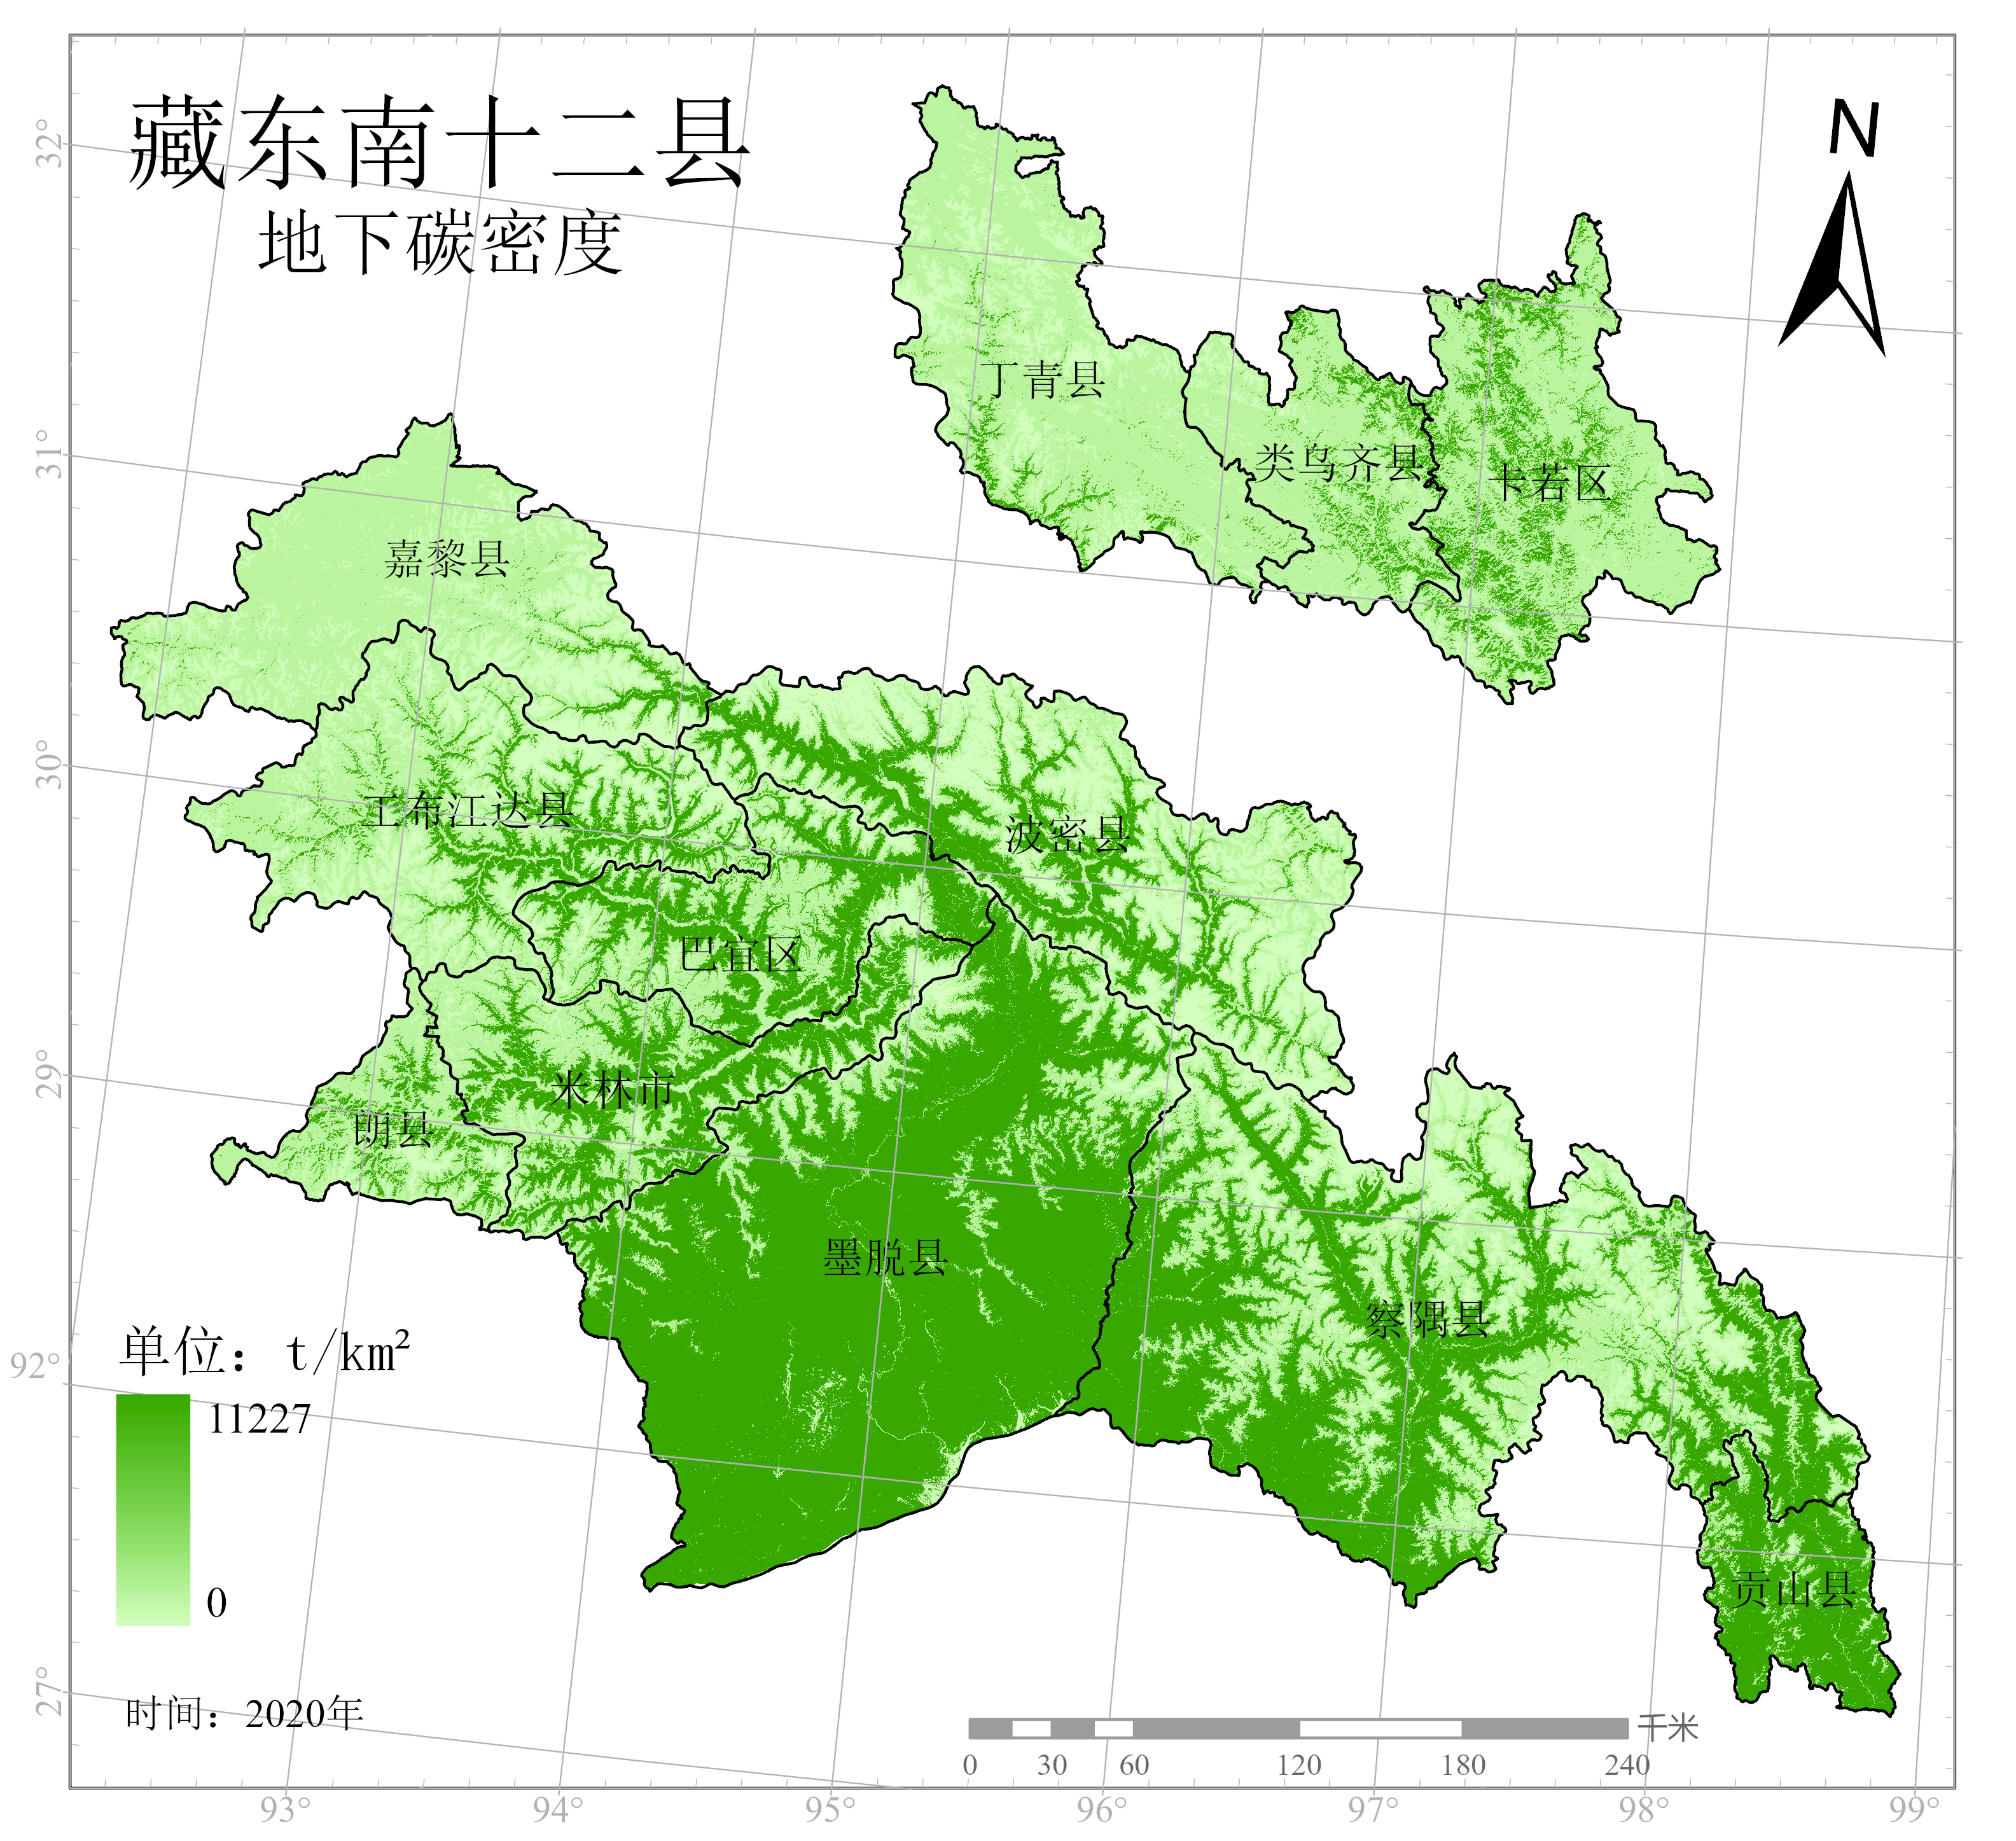 藏东南十二县
地下碳密度
N
32°
31°
30°
29°
92°
27°
丁青县
类乌齐县
卡若区
嘉黎县
工布江达县
波密县
巴宜区
米林市
朗县
墨脱县
察隅县
贡山县
单位：t/km²
11227
0
时间：2020年
千米
0 30 60 120 180 240
93° 94° 95° 96° 97° 98° 99°